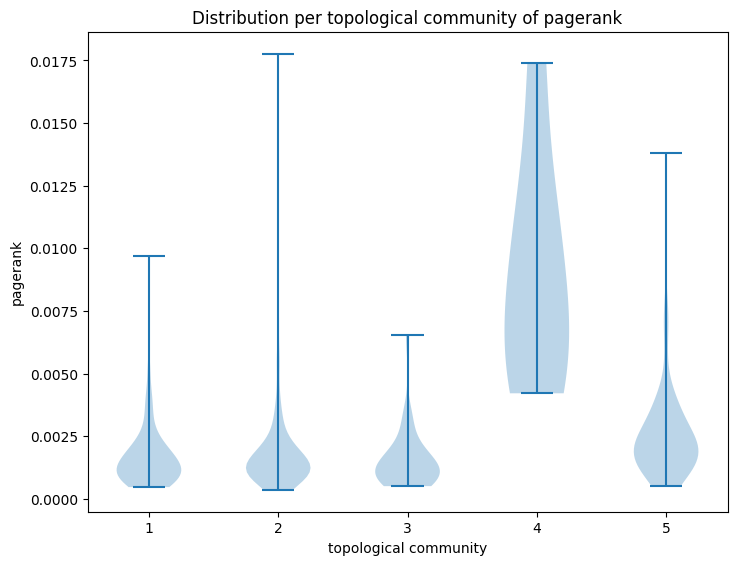 Distribution per topological community of pagerank
0.0175
0.0150
0.0125
0.0100
0.0075
0.0050
0.0025
0.0000
pagerank
1 2 3 4 5
topological community